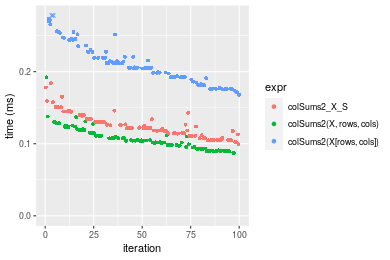 time (ms)
0.2
0.1
0.0
0
25
50
75
100
iteration
expr
colSums2_X_S
colSums2(X, rows, cols)
colSums2(X[rows, cols])